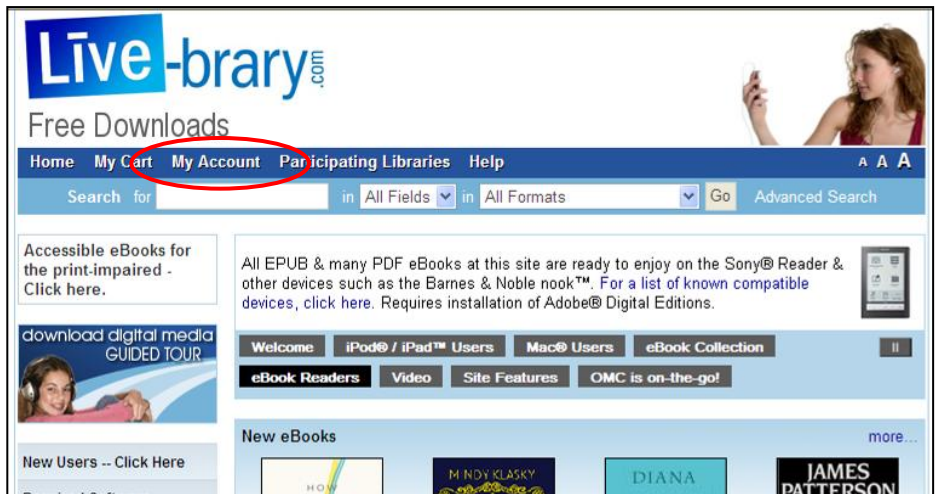 Live-brary.com
Free Downloads
Home My Cart My Account Participating Libraries Help A A A
Search for in All Fields in All Formats Go Advanced Search
Accessible eBooks for
the print-impaired -
Click here.
All EPUB & many PDF eBooks at this site are ready to enjoy on the Sony® Reader &
other devices such as the Barnes & Noble nook™. For a list of known compatible
devices, click here. Requires installation of Adobe® Digital Editions.
download digital media
GUIDED TOUR
Welcome iPod® / iPad™ Users Mac® Users eBook Collection
eBook Readers Video Site Features OMC is on-the-go!
New eBooks more...
New Users -- Click Here
HOW
MINDY KLASKY
DIANA
JAMES
PATTERSON